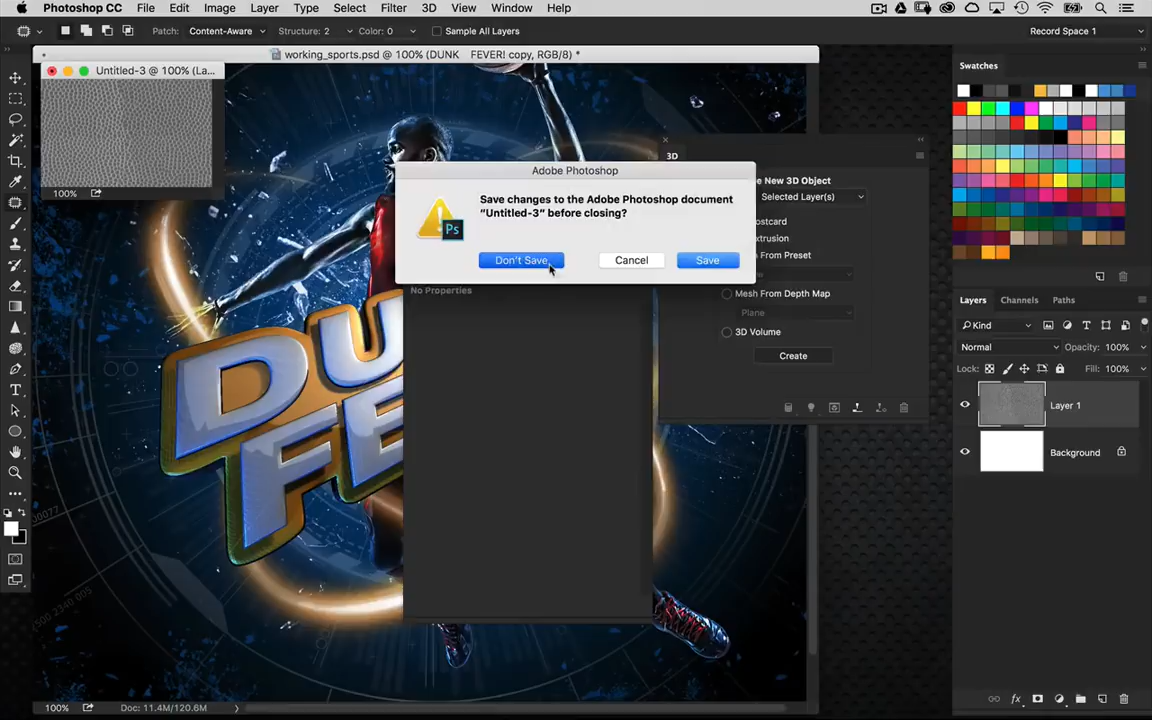 Photoshop CC File Edit Image Layer Type Select Filter 3D View Window Help
Patch: Content-Aware Structure: 2 Color: 0 Sample All Layers Record Space 1
working_sports.psd @ 100% (DUNK FEVER! copy, RGB/8) *
Untitled-3 @ 100% (La...
100%
Adobe Photoshop
Save changes to the Adobe Photoshop document
"Untitled-3" before closing?
Don't Save Cancel Save
No Properties
3D
New 3D Object
Selected Layer(s)
Mesh From Depth Map
Plane
3D Volume
Create
DU
FE
Swatches
Layers Channels Paths
Kind
Normal Opacity: 100%
Lock: Fill: 100%
Layer 1
Background
100% Doc: 11.4M/120.6M